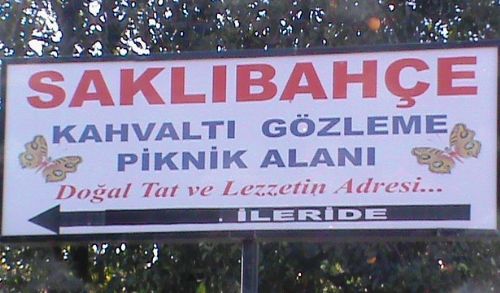 SAKLIBAHÇE
KAHVALTI GÖZLEME
PİKNİK ALANI
Doğal Tat ve Lezzetin Adresi...
İLERİDE